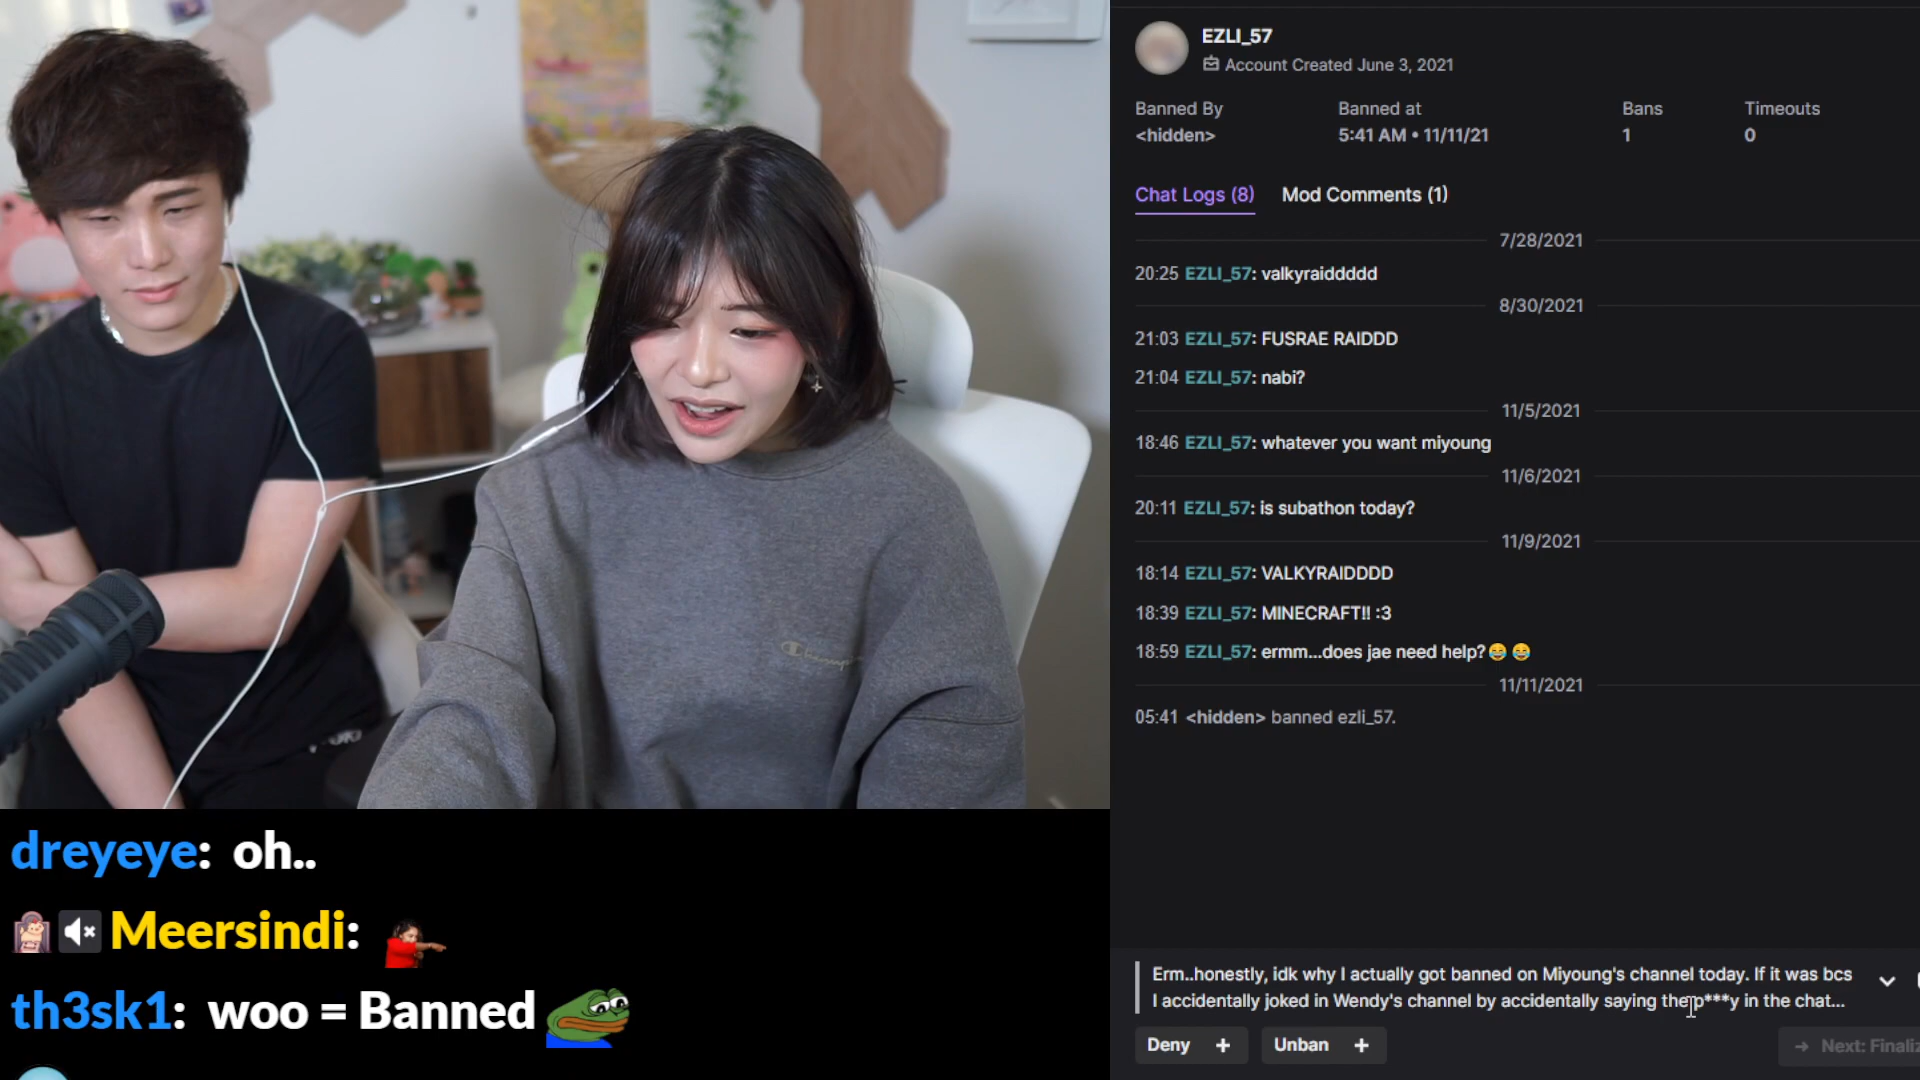 EZLI_57
Account Created June 3, 2021
Banned By
Banned at
Bans
Timeouts
<hidden>
5:41 AM • 11/11/21
1
0
Chat Logs (8)
Mod Comments (1)
7/28/2021
20:25 EZLI_57: valkyraiddddd
8/30/2021
21:03 EZLI_57: FUSRAE RAIDDD
21:04 EZLI_57: nabi?
11/5/2021
18:46 EZLI_57: whatever you want miyoung
11/6/2021
20:11 EZLI_57: is subathon today?
11/9/2021
18:14 EZLI_57: VALKYRAIDDDD
18:39 EZLI_57: MINECRAFT!! :3
18:59 EZLI_57: ermm...does jae need help?😂 😂
11/11/2021
05:41 <hidden> banned ezli_57.
Erm..honestly, idk why I actually got banned on Miyoung's channel today. If it was bcs
I accidentally joked in Wendy's channel by accidentally saying the p***y in the chat...
Deny +
Unban +
→ Next: Finaliz
dreyeye: oh..
Meersindi:
th3sk1: woo = Banned